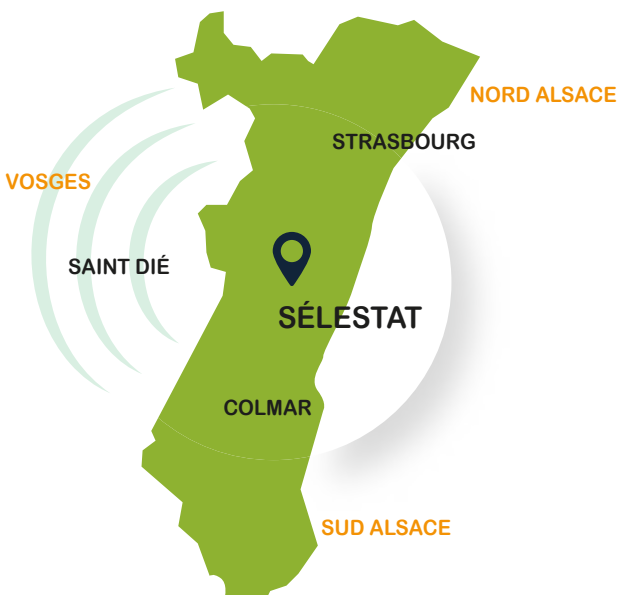 NORD ALSACE
STRASBOURG
VOSGES
SAINT DIÉ
SÉLESTAT
COLMAR
SUD ALSACE